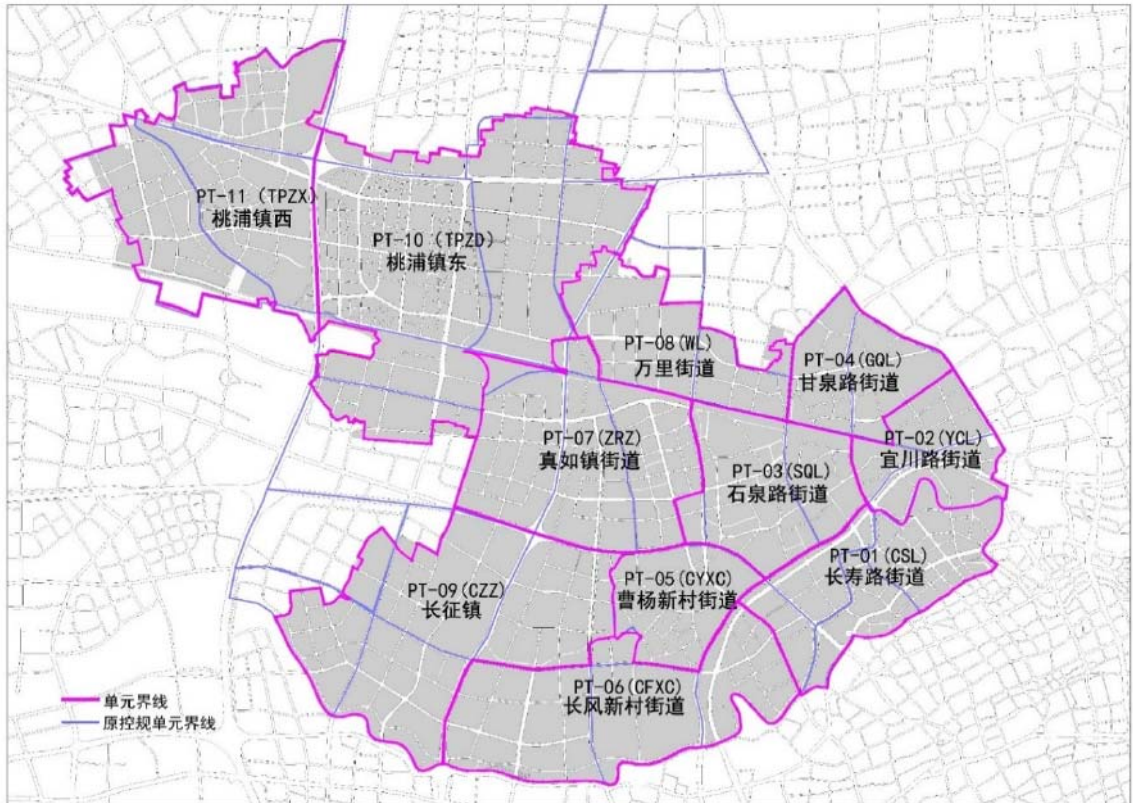 PT-11 (TPZX)
桃浦镇西
PT-10 (TPZD)
桃浦镇东
PT-08(WL)
万里街道
PT-04(GQL)
甘泉路街道
PT-02(YCL)
宜川路街道
PT-07(ZRZ)
真如镇街道
PT-03(SQL)
石泉路街道
PT-01(CSL)
长寿路街道
PT-05(CYXC)
曹杨新村街道
PT-09(CZZ)
长征镇
PT-06(CFXC)
长风新村街道
单元界线
原控规单元界线